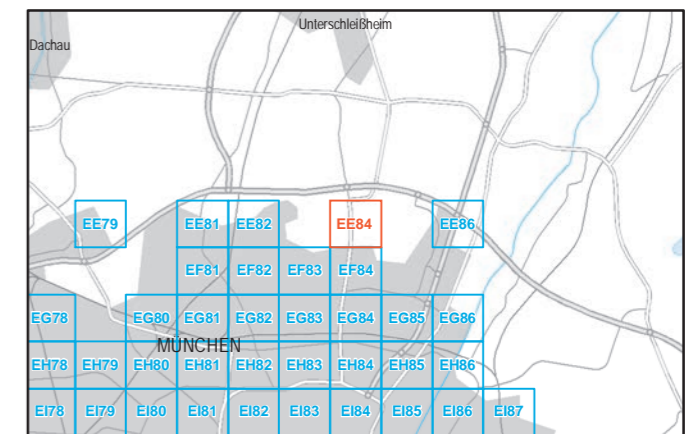 Unterschleißheim
Dachau
EE79 EE81 EE82 EE84 EE86
EF81 EF82 EF83 EF84
EG78 EG80 EG81 EG82 EG83 EG84 EG85 EG86
MÜNCHEN
EH78 EH79 EH80 EH81 EH82 EH83 EH84 EH85 EH86
EI78 EI79 EI80 EI81 EI82 EI83 EI84 EI85 EI86 EI87